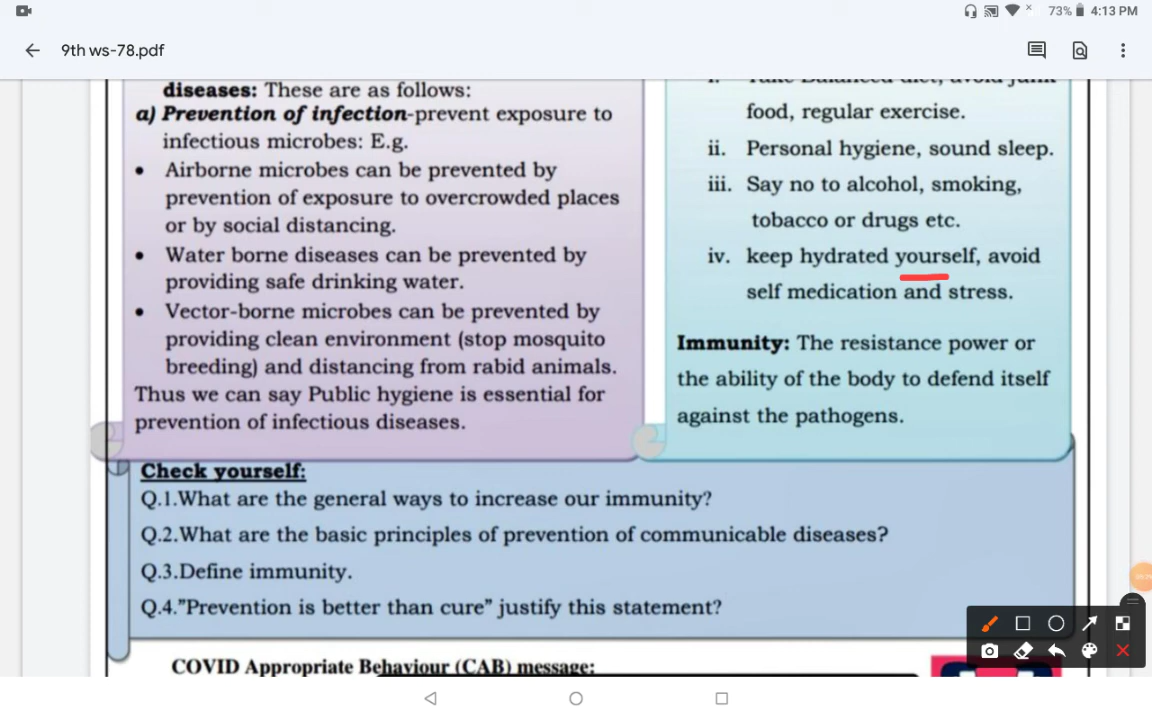 73% 4:13 PM
9th ws-78.pdf
diseases: These are as follows:
a) Prevention of infection-prevent exposure to
infectious microbes: E.g.
• Airborne microbes can be prevented by
prevention of exposure to overcrowded places
or by social distancing.
• Water borne diseases can be prevented by
providing safe drinking water.
• Vector-borne microbes can be prevented by
providing clean environment (stop mosquito
breeding) and distancing from rabid animals.
Thus we can say Public hygiene is essential for
prevention of infectious diseases.
i. Take Balanced diet, avoid junk
food, regular exercise.
ii. Personal hygiene, sound sleep.
iii. Say no to alcohol, smoking,
tobacco or drugs etc.
iv. keep hydrated yourself, avoid
self medication and stress.
Immunity: The resistance power or
the ability of the body to defend itself
against the pathogens.
Check yourself:
Q.1.What are the general ways to increase our immunity?
Q.2.What are the basic principles of prevention of communicable diseases?
Q.3.Define immunity.
Q.4."Prevention is better than cure" justify this statement?
COVID Appropriate Behaviour (CAB) message: